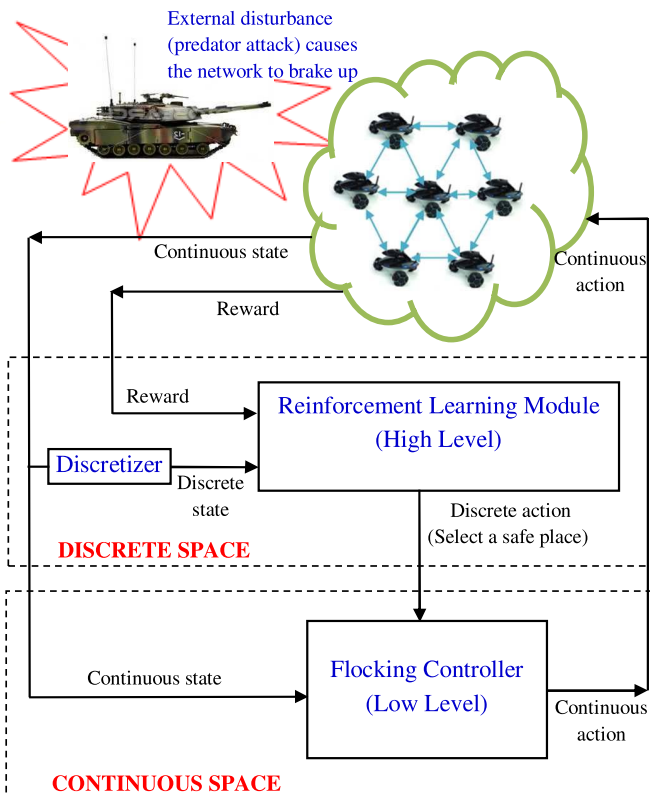 External disturbance
(predator attack) causes
the network to brake up
Continuous state
Continuous
action
Reward
Reward
Reinforcement Learning Module
(High Level)
Discretizer
Discrete
state
Discrete action
(Select a safe place)
DISCRETE SPACE
Flocking Controller
(Low Level)
Continuous state
Continuous
action
CONTINUOUS SPACE